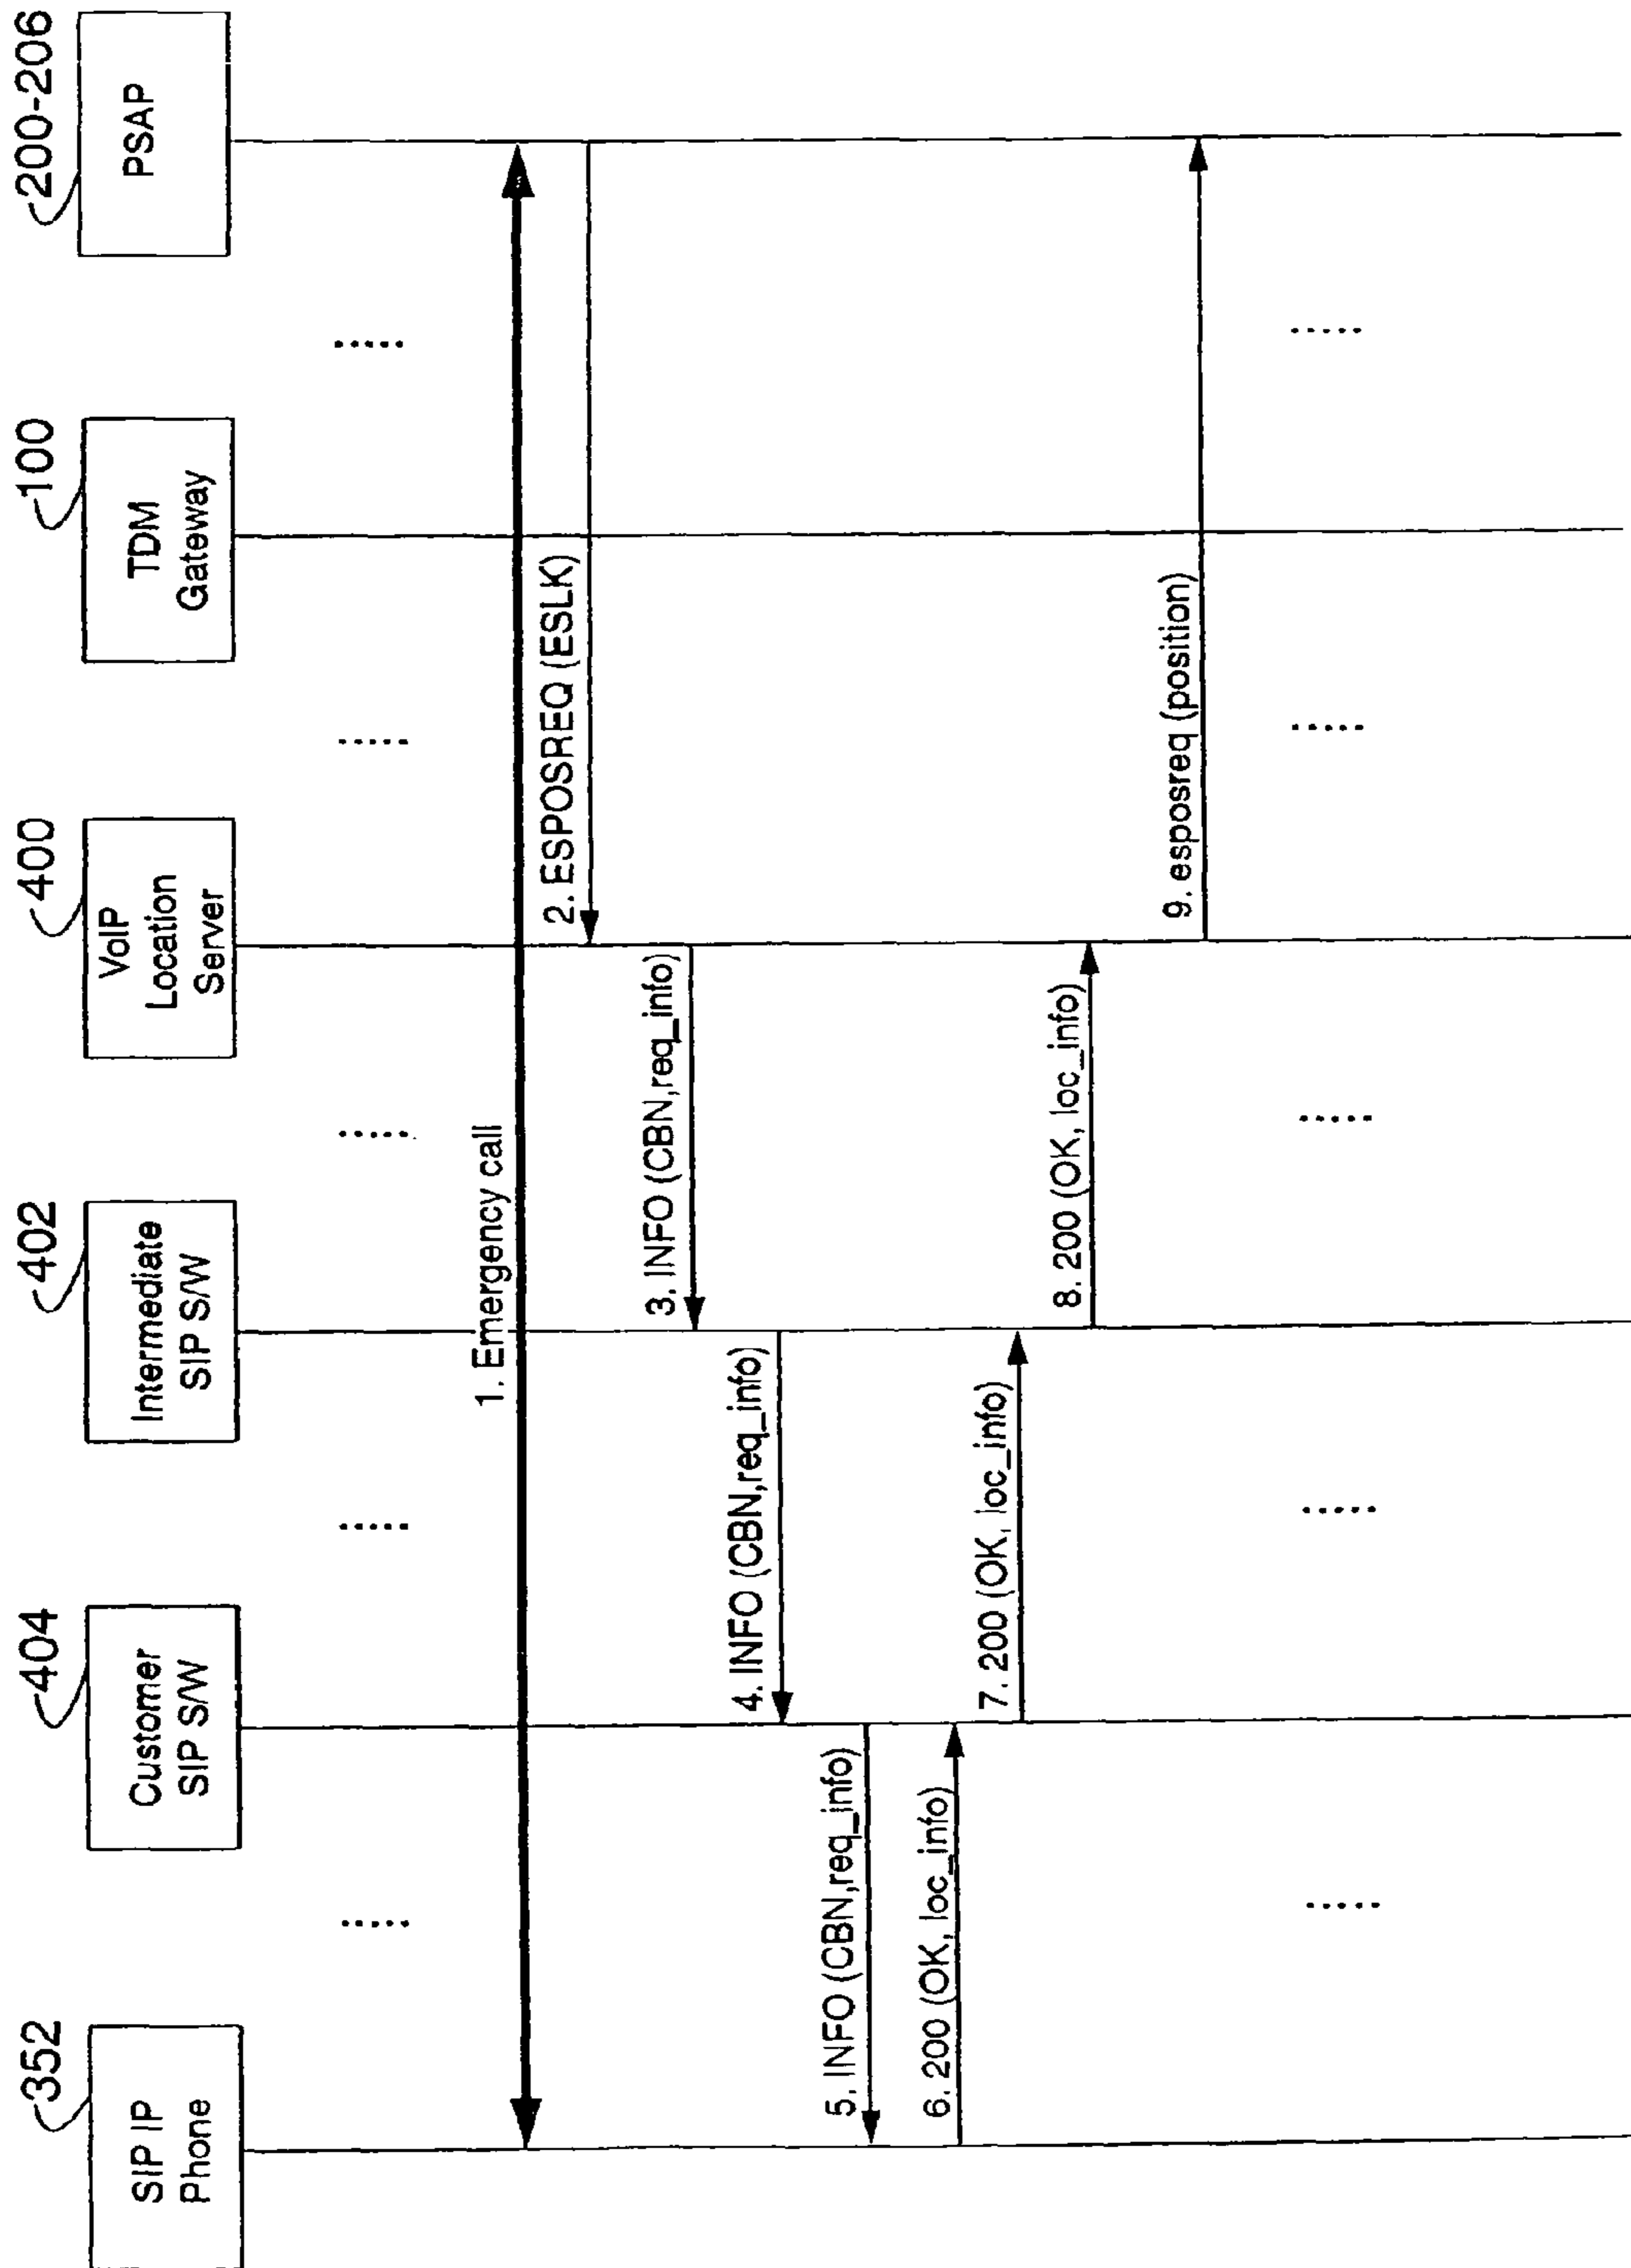 352
SIP IP
Phone
404
Customer
SIP S/W
402
Intermediate
SIP S/W
400
VoIP
Location
Server
100
TDM
Gateway
200-206
PSAP
1. Emergency call
2. ESPOSREQ (ESLK)
3. INFO (CBN,req_info)
4. INFO (CBN,req_info)
5. INFO (CBN,req_info)
6. 200 (OK, loc_info)
7. 200 (OK, loc_info)
8. 200 (OK, loc_info)
9. esposreq (position)